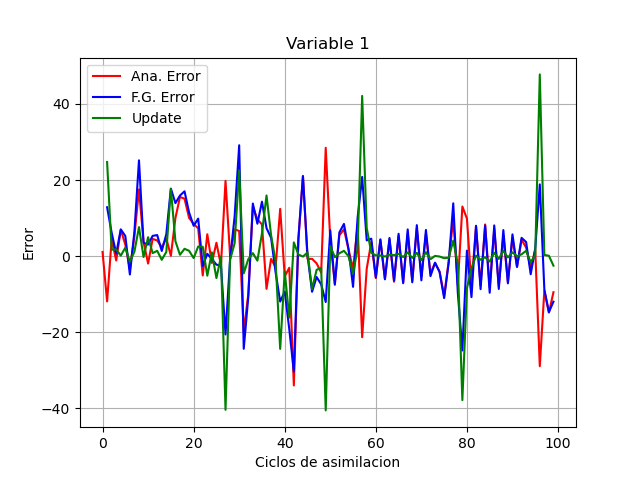 Variable 1
Ana. Error
F.G. Error
Update
Error
40
20
0
−20
−40
0 20 40 60 80 100
Ciclos de asimilacion